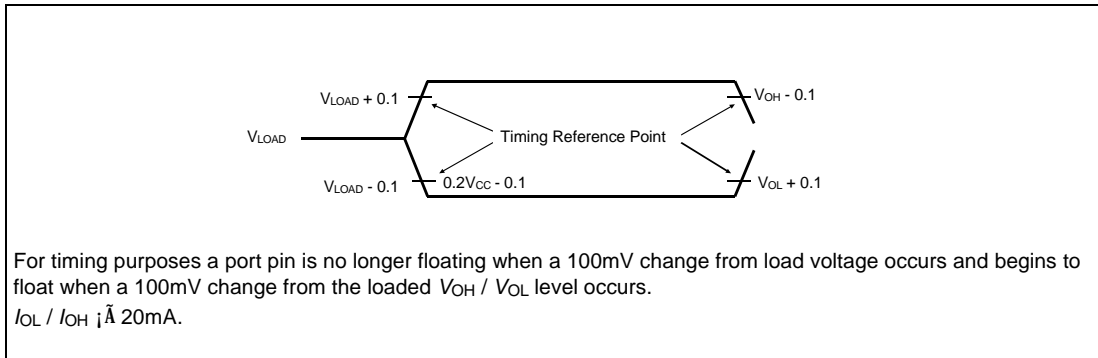 VLOAD + 0.1
VOH - 0.1
VLOAD
Timing Reference Point
VLOAD - 0.1
0.2VCC - 0.1
VOL + 0.1
For timing purposes a port pin is no longer floating when a 100mV change from load voltage occurs and begins to
float when a 100mV change from the loaded VOH / VOL level occurs.
IOL / IOH ¡Ã 20mA.